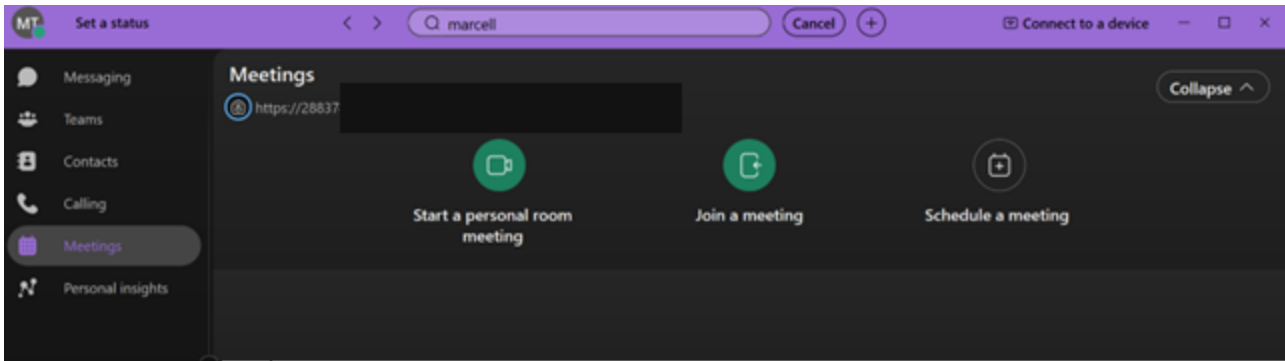 MT Set a status marcell Cancel Connect to a device
Messaging
Teams
Contacts
Calling
Meetings
Personal insights
Meetings
https://28837
Collapse
Start a personal room
meeting
Join a meeting
Schedule a meeting